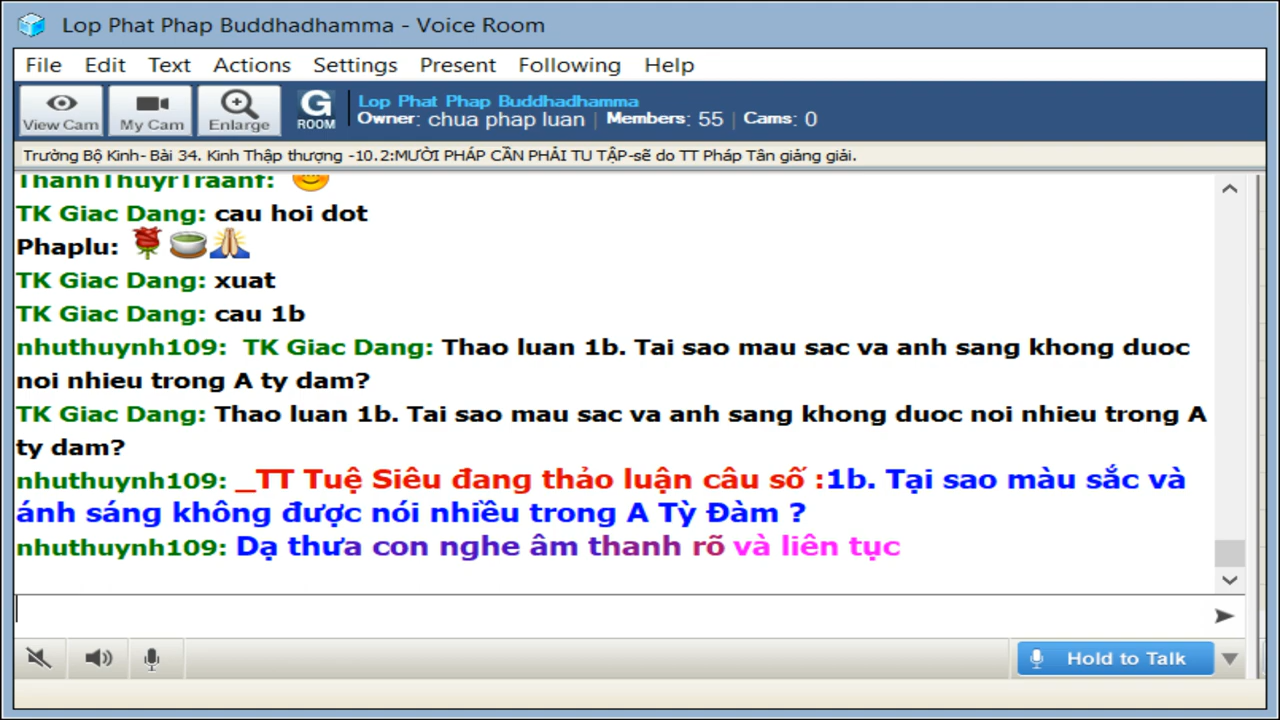 Lop Phat Phap Buddhadhamma - Voice Room
File Edit Text Actions Settings Present Following Help
View Cam My Cam Enlarge G ROOM
Lop Phat Phap Buddhadhamma
Owner: chua phap luan | Members: 55 | Cams: 0
Trường Bộ Kinh- Bài 34. Kinh Thập thượng -10.2:MƯỜI PHÁP CẦN PHẢI TU TẬP-sẽ do TT Pháp Tân giảng giải.
ThanhThuyrTraanf:
TK Giac Dang: cau hoi dot
Phaplu:
TK Giac Dang: xuat
TK Giac Dang: cau 1b
nhuthuynh109: TK Giac Dang: Thao luan 1b. Tai sao mau sac va anh sang khong duoc
noi nhieu trong A ty dam?
TK Giac Dang: Thao luan 1b. Tai sao mau sac va anh sang khong duoc noi nhieu trong A
ty dam?
nhuthuynh109: _TT Tuệ Siêu đang thảo luận câu số :1b. Tại sao màu sắc và
ánh sáng không được nói nhiều trong A Tỳ Đàm ?
nhuthuynh109: Dạ thưa con nghe âm thanh rõ và liên tục
Hold to Talk